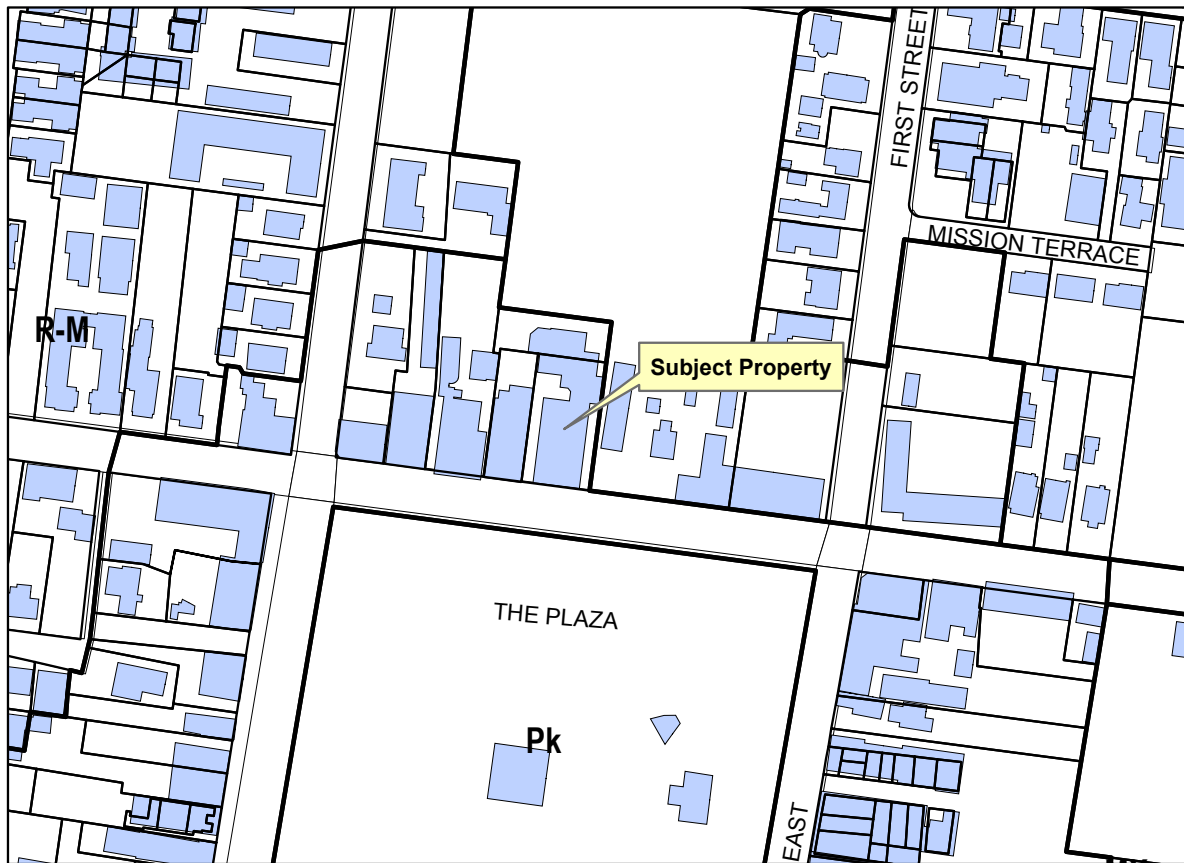 FIRST STREET
MISSION TERRACE
R-M
Subject Property
THE PLAZA
Pk
EAST